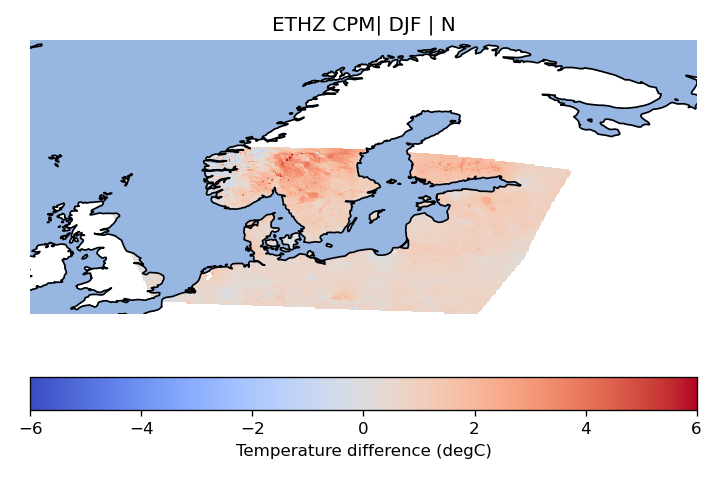 ETHZ CPM| DJF | N
−6 −4 −2 0 2 4 6
Temperature difference (degC)